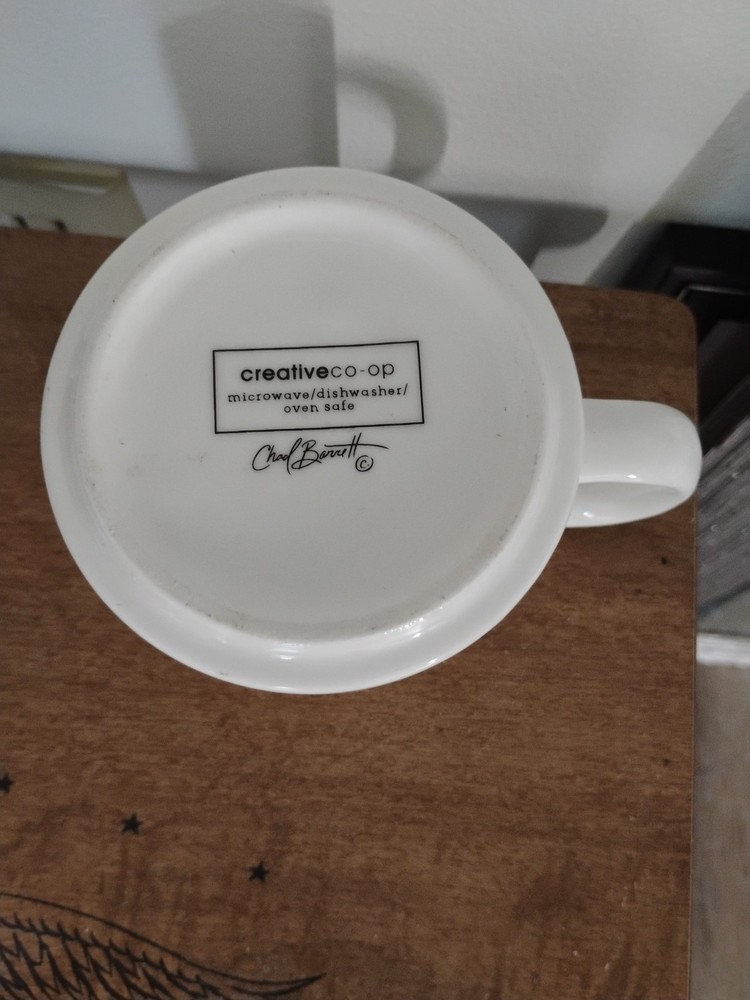 creativeco-op
microwave/dishwasher/
oven safe
Chad Barrett ©